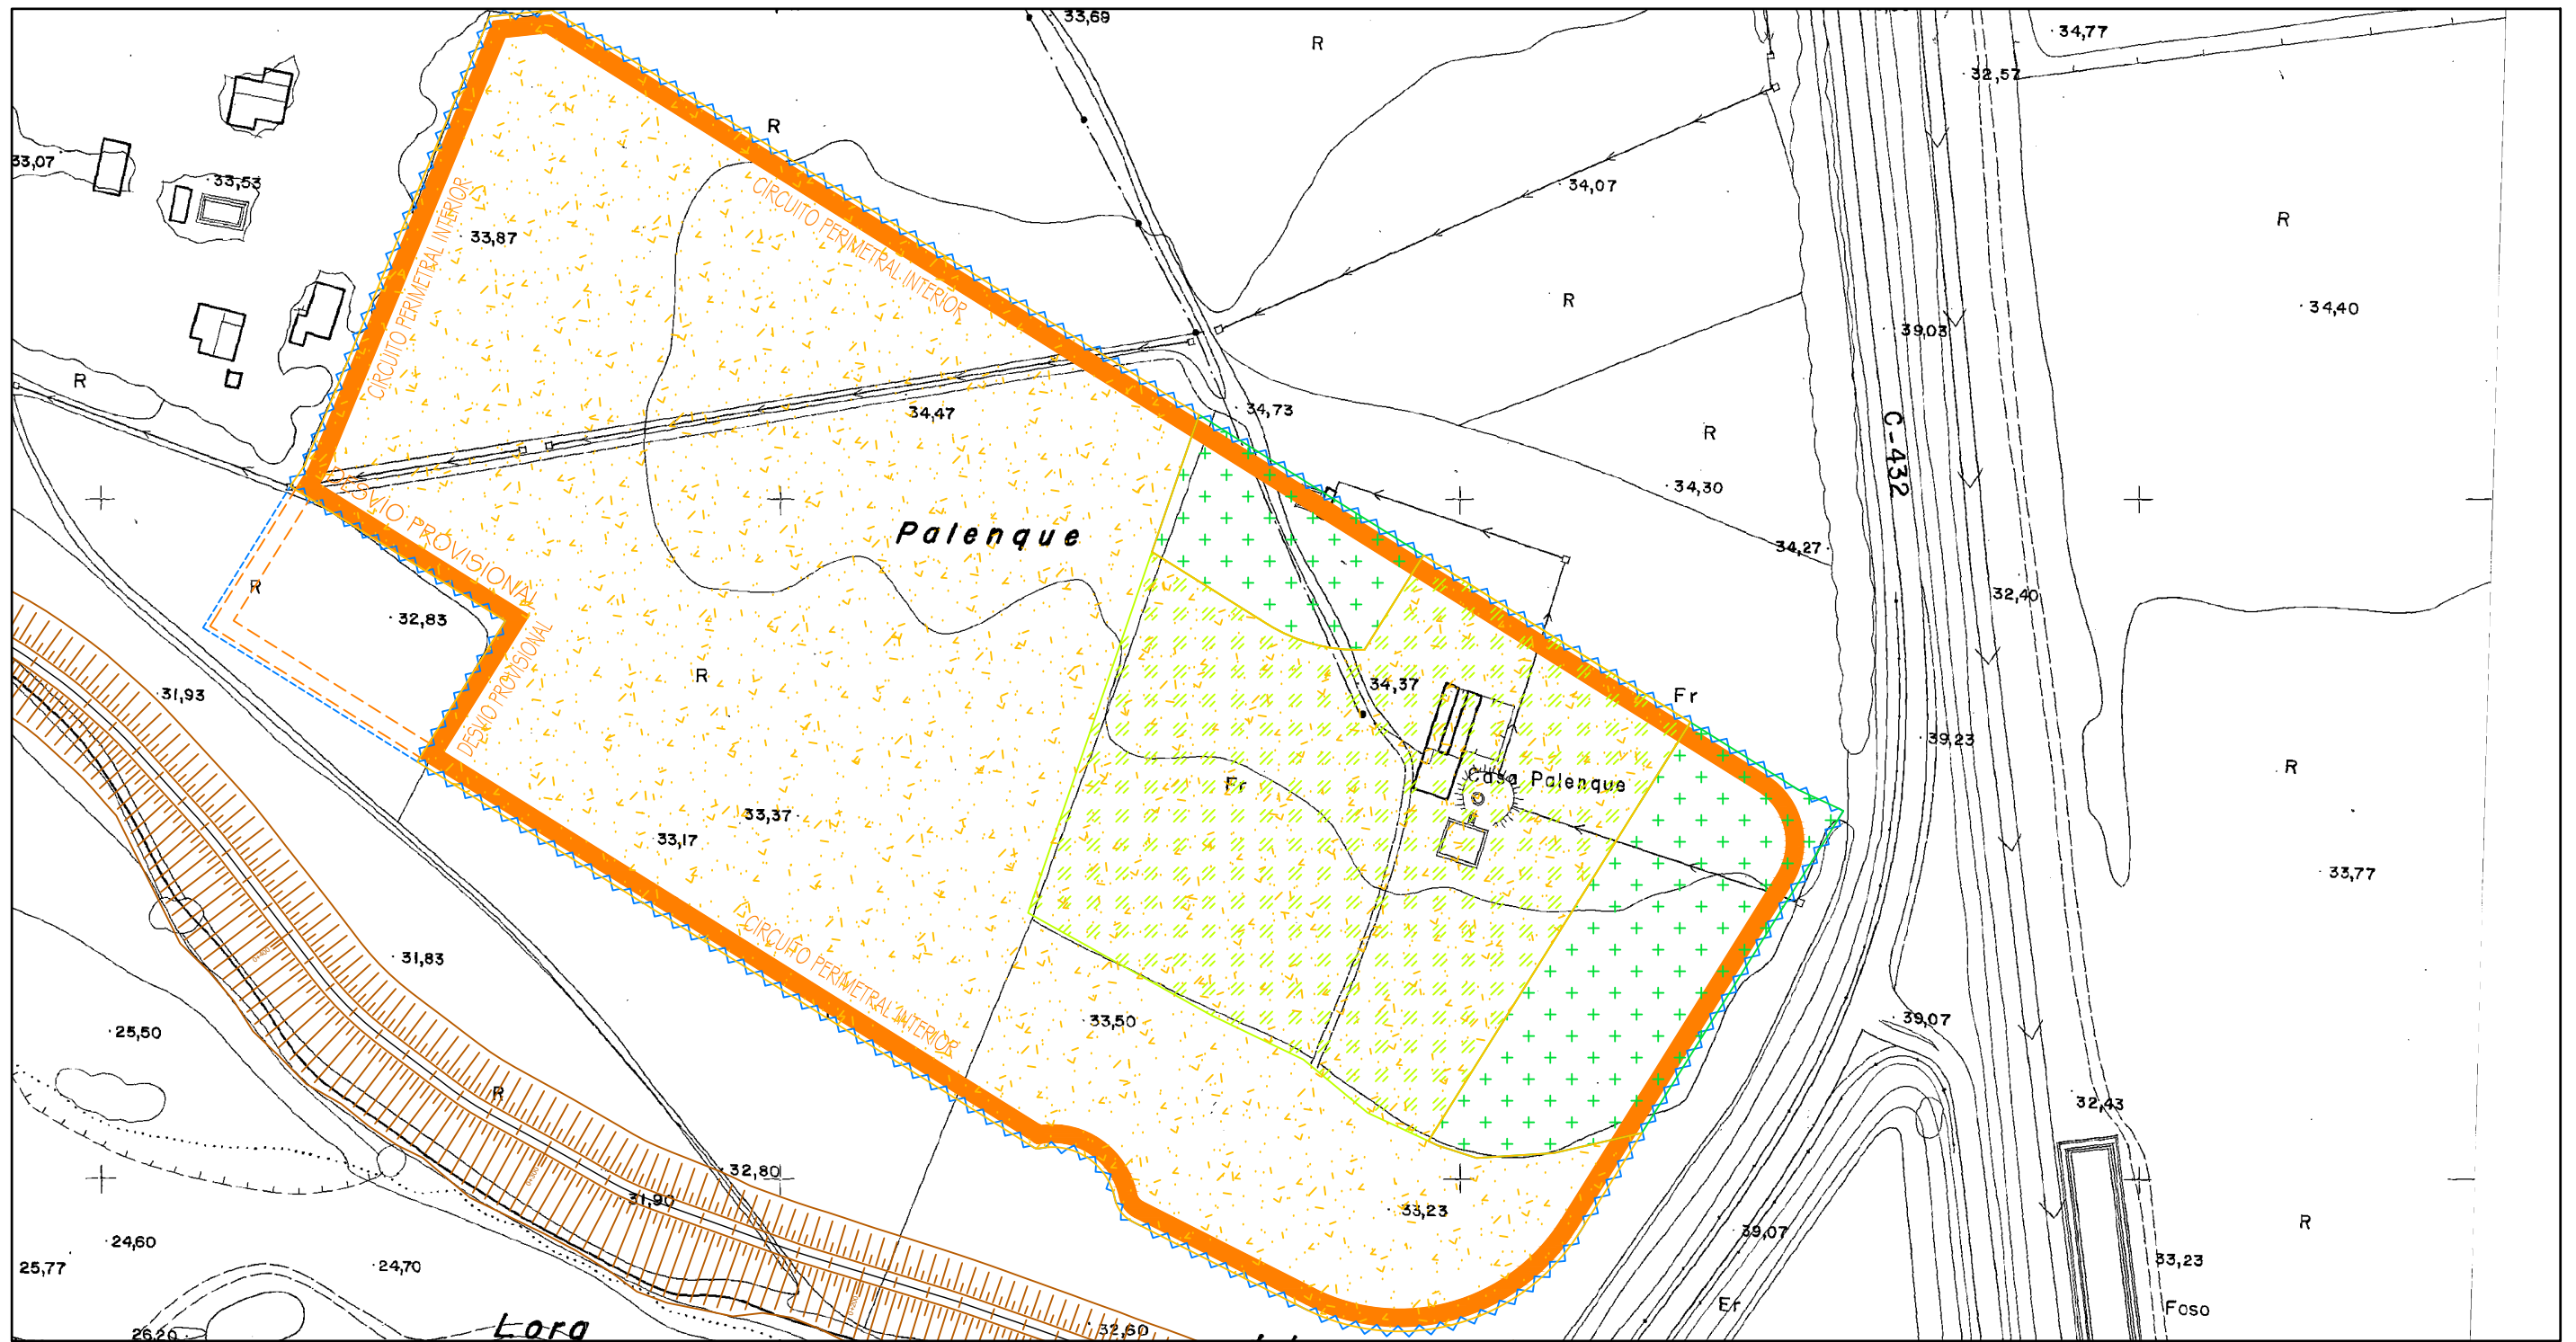 33,69
R
34,77
32,57
R
33,07
33,53
34,07
R
33,87
CIRCUITO PERIMETRAL INTERIOR
CIRCUITO PERIMETRAL INTERIOR
R
34,40
39,03
R
34,47
34,73
R
C-432
34,30
DESVIO PROVISIONAL
Palenque
34,27
R
32,83
32,40
DESVIO PROVISIONAL
R
34,37
31,93
Fr
39,23
R
Casa Palenque
Fr
33,37
33,17
33,77
CIRCUITO PERIMETRAL INTERIOR
31,83
33,50
39,07
25,50
R
32,43
32,80
31,90
33,23
R
39,07
24,60
24,70
25,77
33,23
Er
Foso
Lora
32,60
26,20